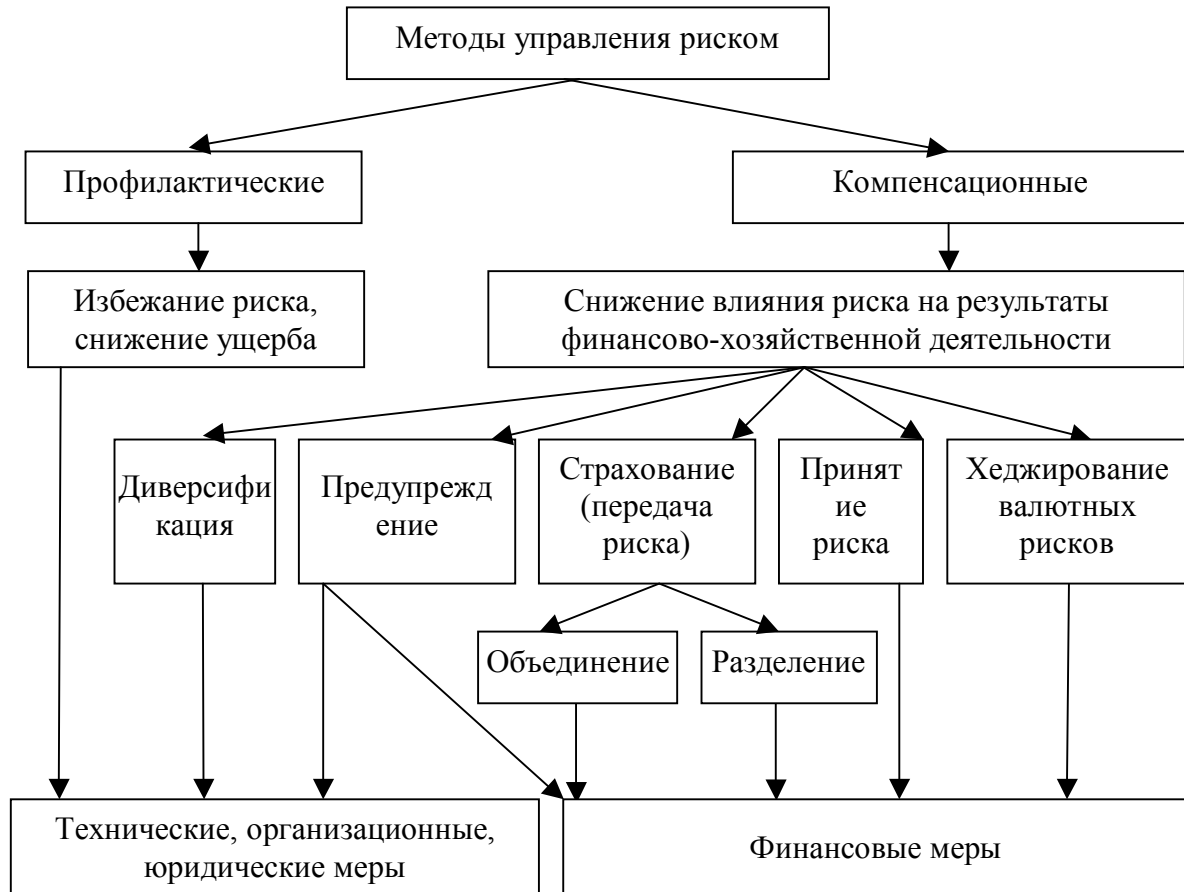 Методы управления риском
Профилактические
Компенсационные
Избежание риска,
снижение ущерба
Снижение влияния риска на результаты
финансово-хозяйственной деятельности
Диверсифи
кация
Предупрежд
ение
Страхование
(передача
риска)
Принят
ие
риска
Хеджирование
валютных
рисков
Объединение
Разделение
Технические, организационные,
юридические меры
Финансовые меры